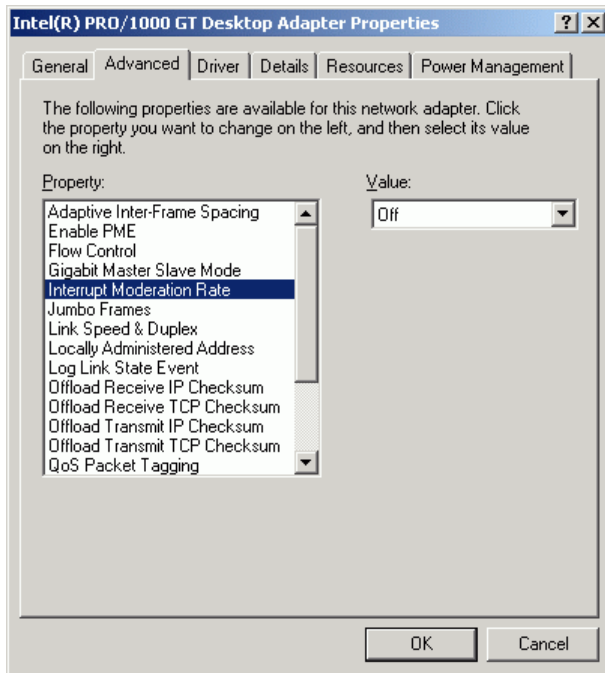 Intel(R) PRO/1000 GT Desktop Adapter Properties
General Advanced Driver Details Resources Power Management
The following properties are available for this network adapter. Click
the property you want to change on the left, and then select its value
on the right.
Property:
Value:
Adaptive Inter-Frame Spacing
Enable PME
Flow Control
Gigabit Master Slave Mode
Interrupt Moderation Rate
Jumbo Frames
Link Speed & Duplex
Locally Administered Address
Log Link State Event
Offload Receive IP Checksum
Offload Receive TCP Checksum
Offload Transmit IP Checksum
Offload Transmit TCP Checksum
QoS Packet Tagging
Off
OK Cancel